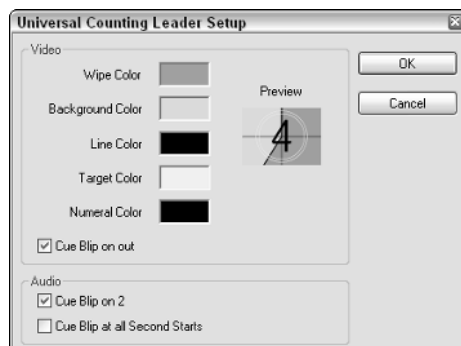 Universal Counting Leader Setup
Video
Wipe Color
Background Color
Line Color
Target Color
Numeral Color
Cue Blip on out
Preview
4
OK
Cancel
Audio
Cue Blip on 2
Cue Blip at all Second Starts